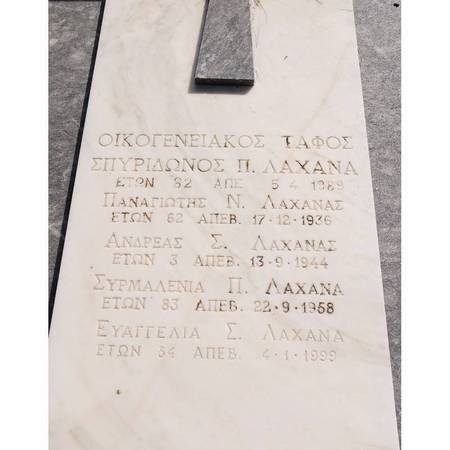 ΟΙΚΟΓΕΝΕΙΑΚΟΣ ΤΑΦΟΣ
ΣΠΥΡΙΔΩΝΟΣ Π. ΛΑΧΑΝΑ
ΕΤΩΝ 82 ΑΠΕ 5 4 1989
ΠΑΝΑΓΙΩΤΗΣ Ν. ΛΑΧΑΝΑΣ
ΕΤΩΝ 62 ΑΠΕΒ. 17·12·1936
ΑΝΔΡΕΑΣ Σ. ΛΑΧΑΝΑΣ
ΕΤΩΝ 3 ΑΠΕΒ. 13·9·1944
ΣΥΡΜΑΛΕΝΙΑ Π. ΛΑΧΑΝΑ
ΕΤΩΝ 83 ΑΠΕΒ. 22·9·1958
ΕΥΑΓΓΕΛΙΑ Σ. ΛΑΧΑΝΑ
ΕΤΩΝ 84 ΑΠΕΒ. 4·1·1999